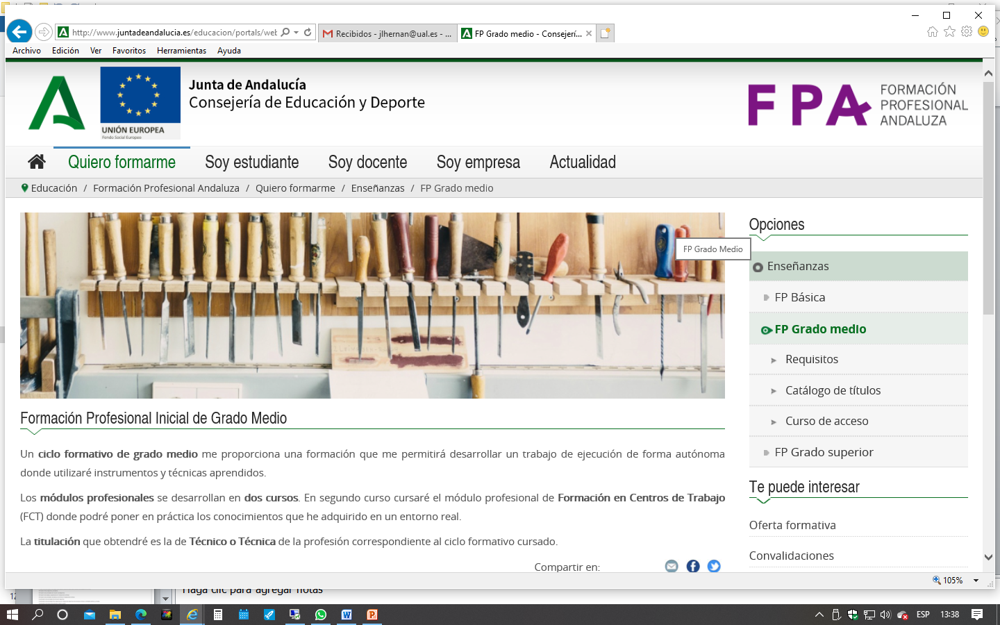 http://www.juntadeandalucia.es/educacion/portals/web
Recibidos - jlhernan@ual.es - ...
FP Grado medio - Consejerí...
Archivo Edición Ver Favoritos Herramientas Ayuda
UNIÓN EUROPEA
Fondo Social Europeo
Junta de Andalucía
Consejería de Educación y Deporte
FPA
FORMACIÓN
PROFESIONAL
ANDALUZA
Quiero formarme Soy estudiante Soy docente Soy empresa Actualidad
Educación / Formación Profesional Andaluza / Quiero formarme / Enseñanzas / FP Grado medio
Formación Profesional Inicial de Grado Medio
Un ciclo formativo de grado medio me proporciona una formación que me permitirá desarrollar un trabajo de ejecución de forma autónoma
donde utilizaré instrumentos y técnicas aprendidos.
Los módulos profesionales se desarrollan en dos cursos. En segundo curso cursaré el módulo profesional de Formación en Centros de Trabajo
(FCT) donde podré poner en práctica los conocimientos que he adquirido en un entorno real.
La titulación que obtendré es la de Técnico o Técnica de la profesión correspondiente al ciclo formativo cursado.
Compartir en:
Opciones
FP Grado Medio
Enseñanzas
FP Básica
FP Grado medio
Requisitos
Catálogo de títulos
Curso de acceso
FP Grado superior
Te puede interesar
Oferta formativa
Convalidaciones
105%
12
Haga clic para agregar notas
ESP 13:38